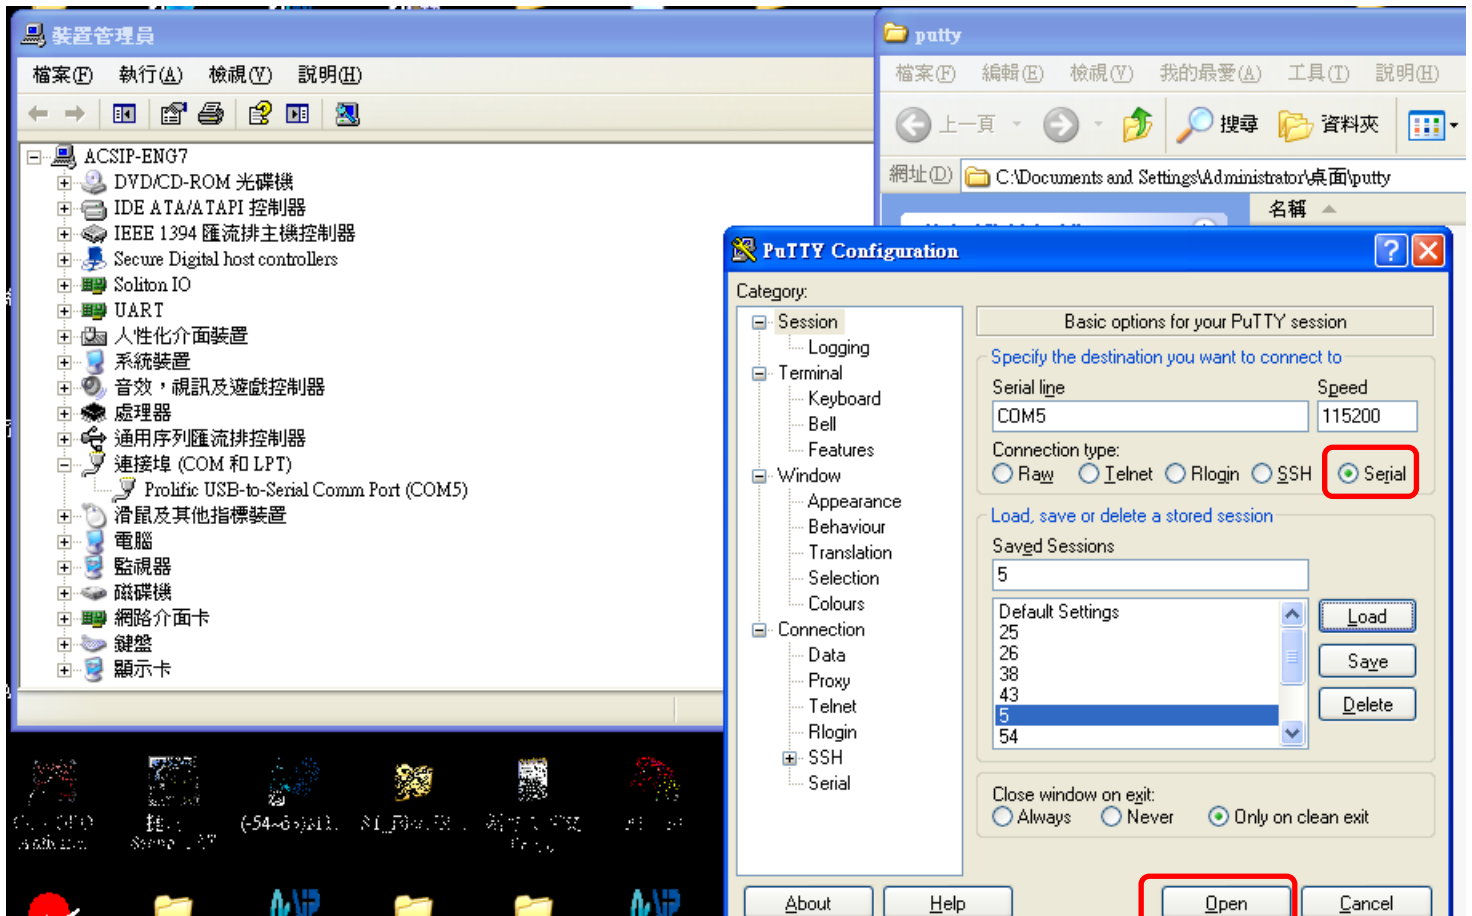 裝置管理員
檔案(F) 執行(A) 檢視(V) 說明(H)
ACSIP-ENG7
DVD/CD-ROM 光碟機
IDE ATA/ATAPI 控制器
IEEE 1394 匯流排主機控制器
Secure Digital host controllers
Soliton IO
UART
人性化介面裝置
系統裝置
音效，視訊及遊戲控制器
處理器
通用序列匯流排控制器
連接埠 (COM 和 LPT)
Prolific USB-to-Serial Comm Port (COM5)
滑鼠及其他指標裝置
電腦
監視器
磁碟機
網路介面卡
鍵盤
顯示卡
putty
檔案(F) 編輯(E) 檢視(V) 我的最愛(A) 工具(T) 說明(H)
上一頁 搜尋 資料夾
網址(D) C:\Documents and Settings\Administrator\桌面\putty
名稱
PuTTY Configuration
Category:
Session
Logging
Terminal
Keyboard
Bell
Features
Window
Appearance
Behaviour
Translation
Selection
Colours
Connection
Data
Proxy
Telnet
Rlogin
SSH
Serial
Basic options for your PuTTY session
Specify the destination you want to connect to
Serial line Speed
COM5 115200
Connection type:
Raw Telnet Rlogin SSH Serial
Load, save or delete a stored session
Saved Sessions
5
Default Settings
25
26
38
43
5
54
Load
Save
Delete
Close window on exit:
Always Never Only on clean exit
About Help Open Cancel